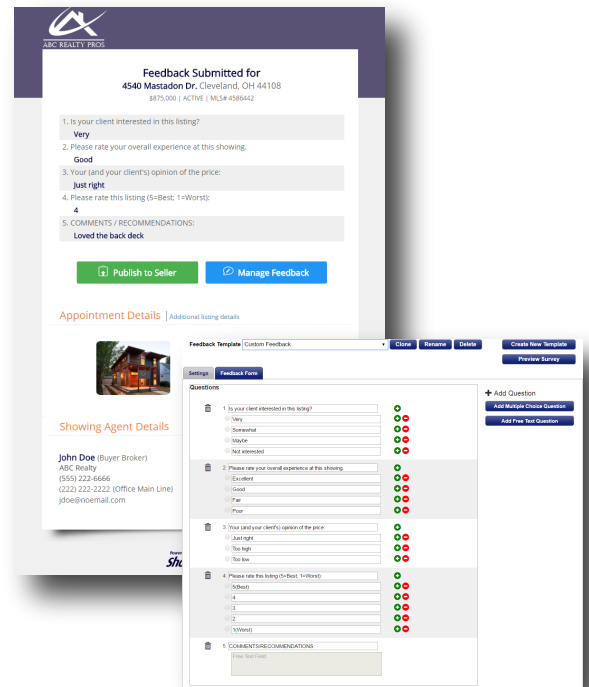 ABC REALTY PROS
Feedback Submitted for
4540 Mastadon Dr. Cleveland, OH 44108
$875,000 | ACTIVE | MLS# 4586442
1. Is your client interested in this listing?
Very
2. Please rate your overall experience at this showing.
Good
3. Your (and your client's) opinion of the price:
Just right
4. Please rate this listing (5=Best; 1=Worst):
4
5. COMMENTS / RECOMMENDATIONS:
Loved the back deck
Publish to Seller
Manage Feedback
Appointment Details | Additional listing details
Showing Agent Details
John Doe (Buyer Broker)
ABC Realty
(555) 222-6666
(222) 222-2222 (Office Main Line)
jdoe@noemail.com
Feedback Template Custom Feedback Clone Rename Delete Create New Template
Preview Survey
Settings Feedback Form
Questions
1. Is your client interested in this listing?
Very
Somewhat
Maybe
Not interested
2. Please rate your overall experience at this showing.
Excellent
Good
Fair
Poor
3. Your (and your client's) opinion of the price:
Just right
Too high
Too low
4. Please rate this listing (5=Best; 1=Worst):
5(Best)
4
3
2
1(Worst)
5. COMMENTS/RECOMMENDATIONS:
Free Text Field
Add Question
Add Multiple Choice Question
Add Free Text Question